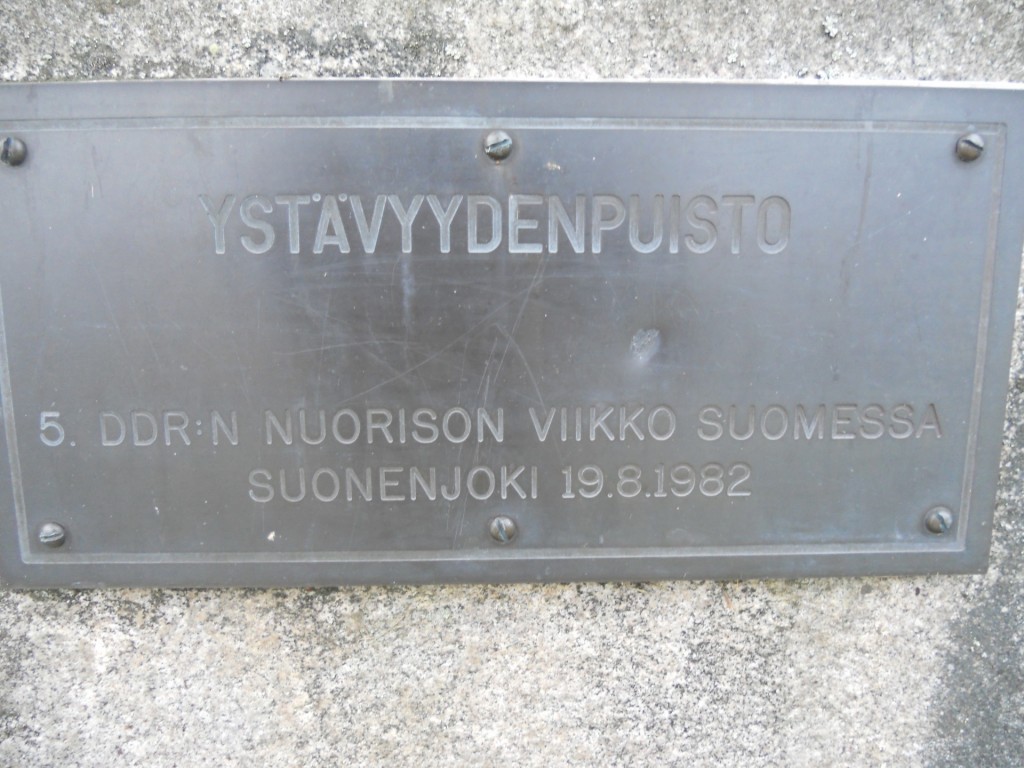 YSTÄVYYDENPUISTO
5. DDR:N NUORISON VIIKKO SUOMESSA
SUONENJOKI 19.8.1982